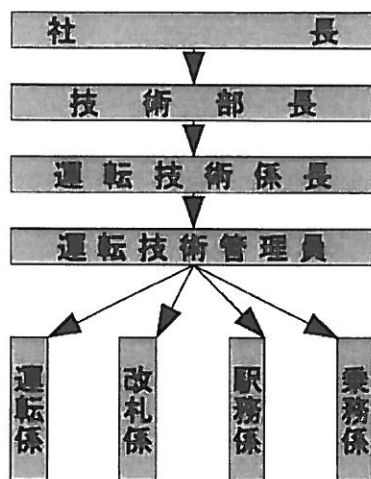 社長
技術部長
運転技術係長
運転技術管理員
運転係
改札係
駅務係
乗務係